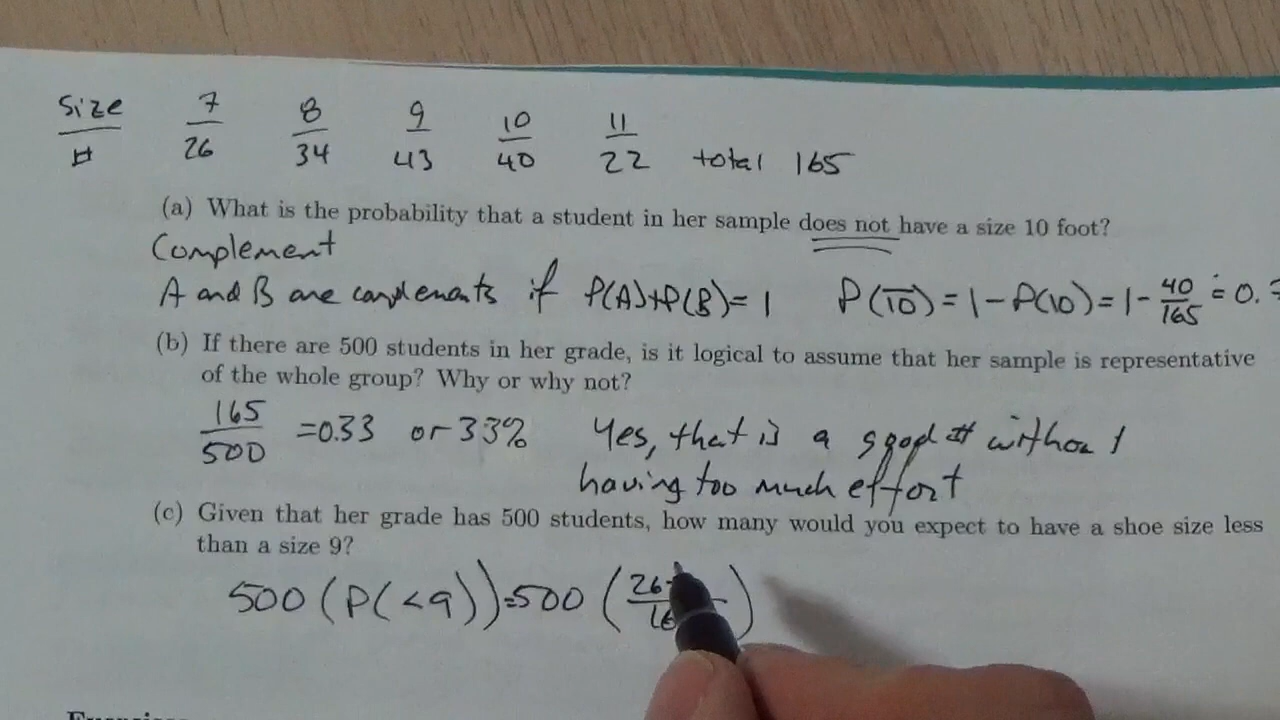 Size 7 8 9 10 11
# 26 34 43 40 22 total 165
(a) What is the probability that a student in her sample does not have a size 10 foot?
Complement
A and B are complements if P(A)+P(B)=1 P(1̅0̅)=1-P(10)=1-40/165≐0.
(b) If there are 500 students in her grade, is it logical to assume that her sample is representative
of the whole group? Why or why not?
165/500 =0.33 or 33% Yes, that is a good # without
having too much effort
(c) Given that her grade has 500 students, how many would you expect to have a shoe size less
than a size 9?
500(P(<9))=500(26